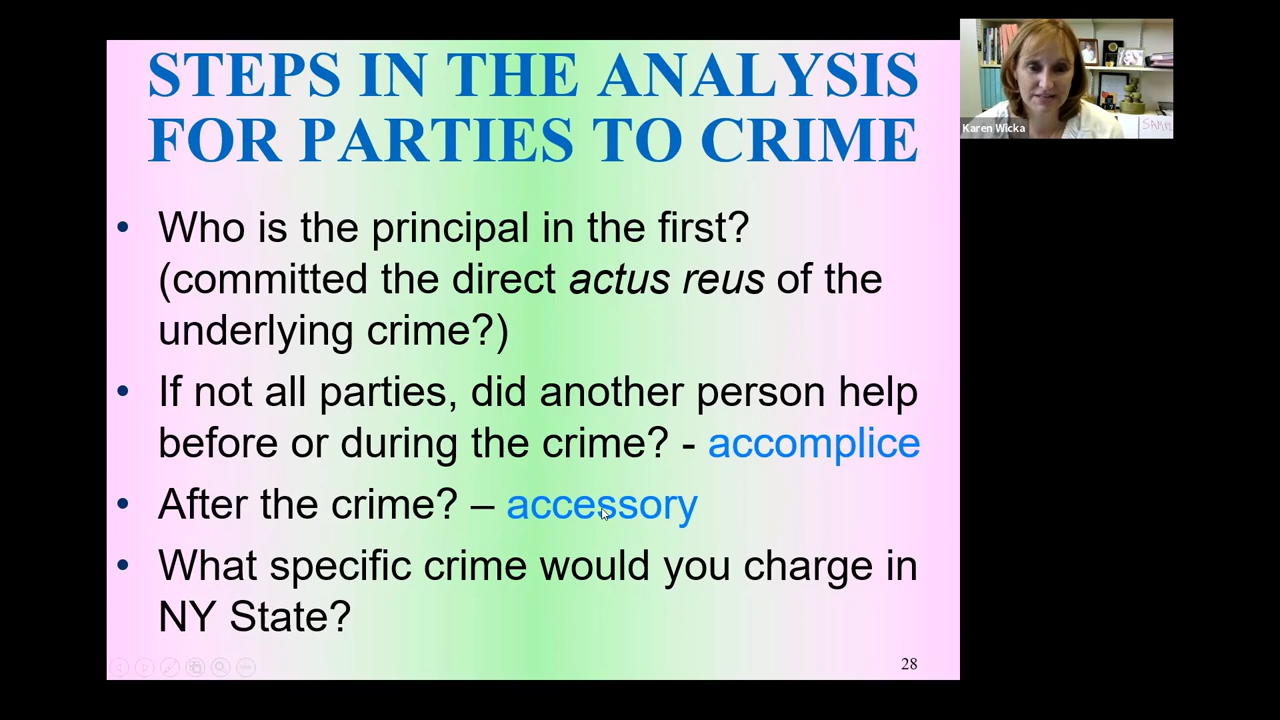 STEPS IN THE ANALYSIS
FOR PARTIES TO CRIME
• Who is the principal in the first?
(committed the direct actus reus of the
underlying crime?)
• If not all parties, did another person help
before or during the crime? - accomplice
• After the crime? – accessory
• What specific crime would you charge in
NY State?
28
Karen Wicka